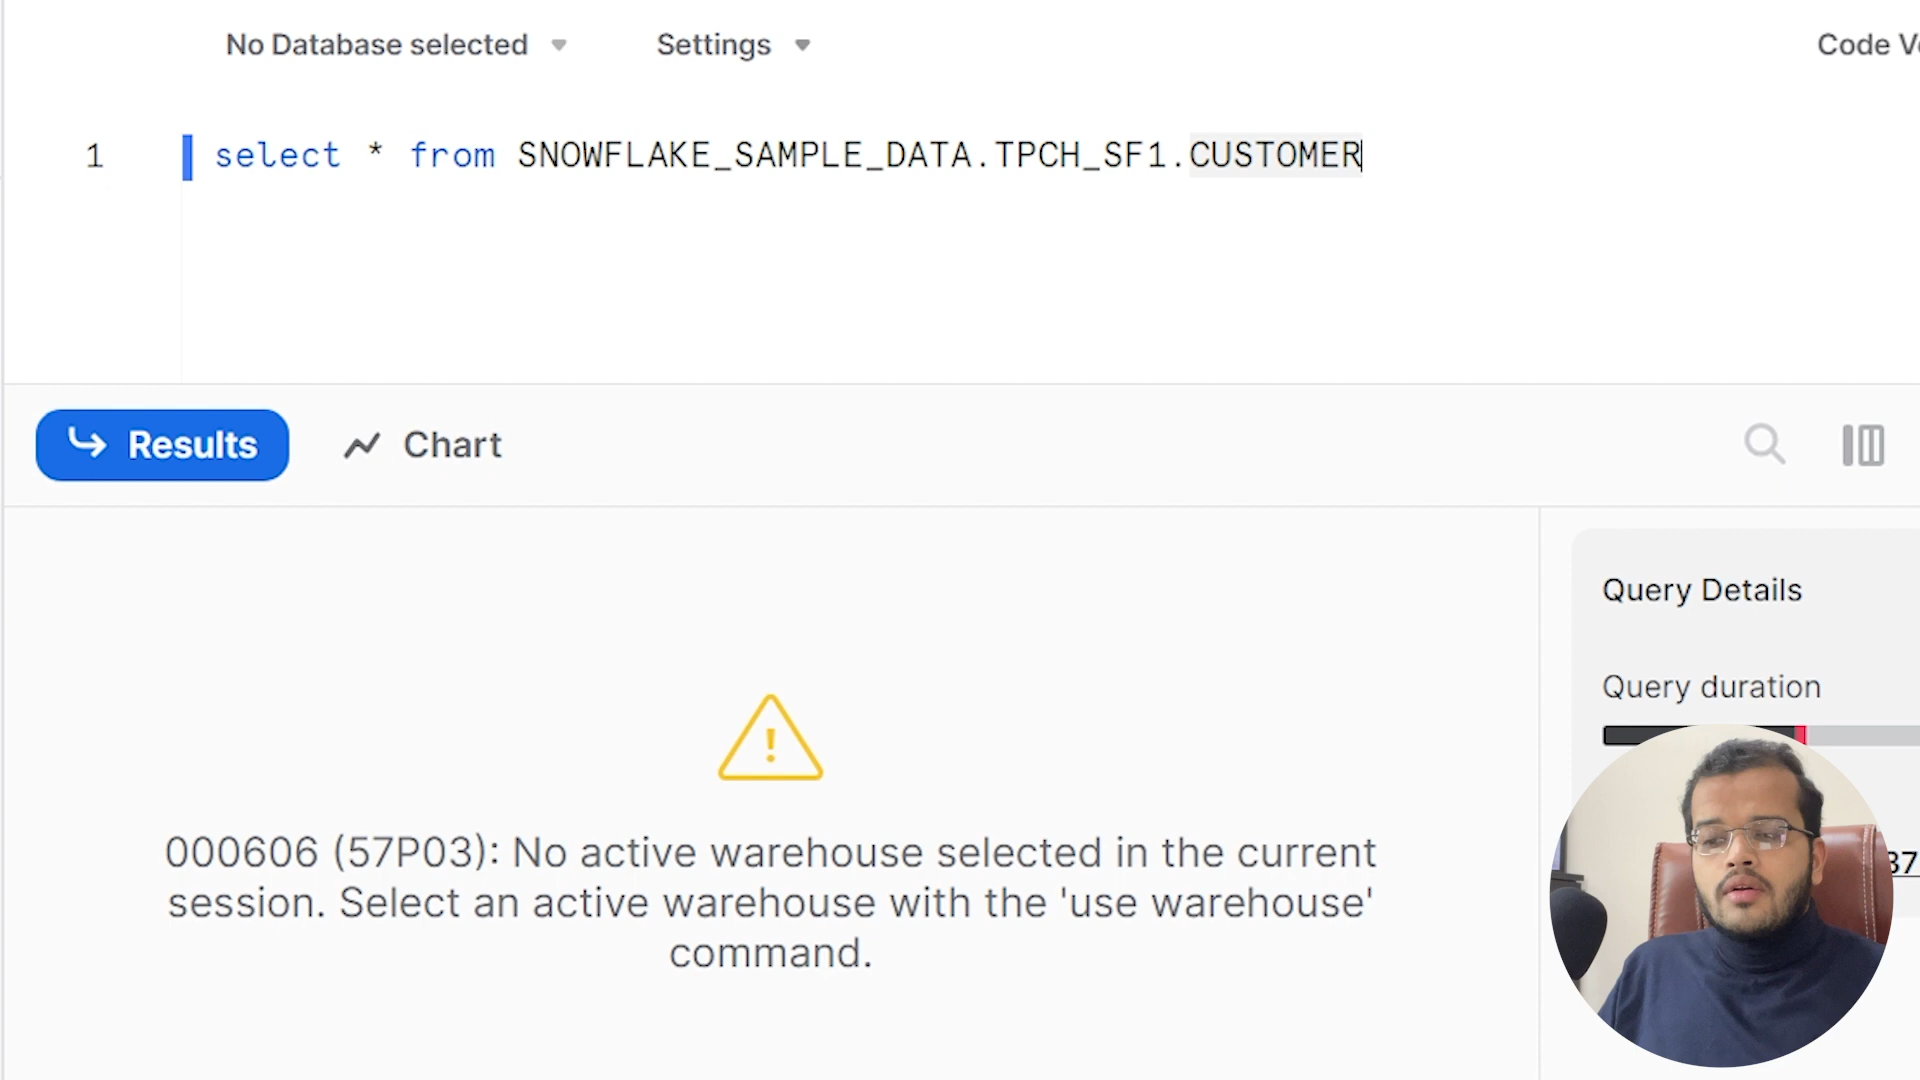 No Database selected Settings Code
1 select * from SNOWFLAKE_SAMPLE_DATA.TPCH_SF1.CUSTOMER
Results Chart
Query Details
Query duration
000606 (57P03): No active warehouse selected in the current
session. Select an active warehouse with the 'use warehouse'
command.